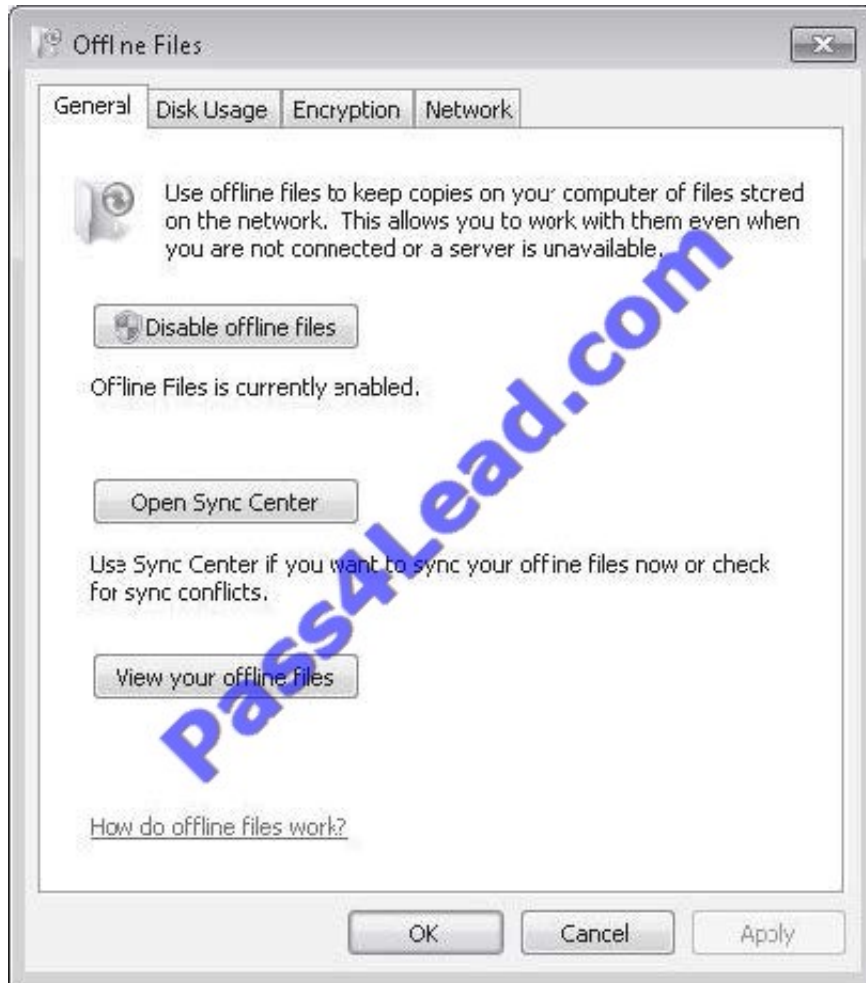 Offline Files
General
Disk Usage
Encryption
Network
Use offline files to keep copies on your computer of files stored
on the network. This allows you to work with them even when
you are not connected or a server is unavailable.
Disable offline files
Offline Files is currently enabled.
Open Sync Center
Use Sync Center if you want to sync your offline files now or check
for sync conflicts.
View your offline files
How do offline files work?
OK
Cancel
Apply
Pass4Lead.com